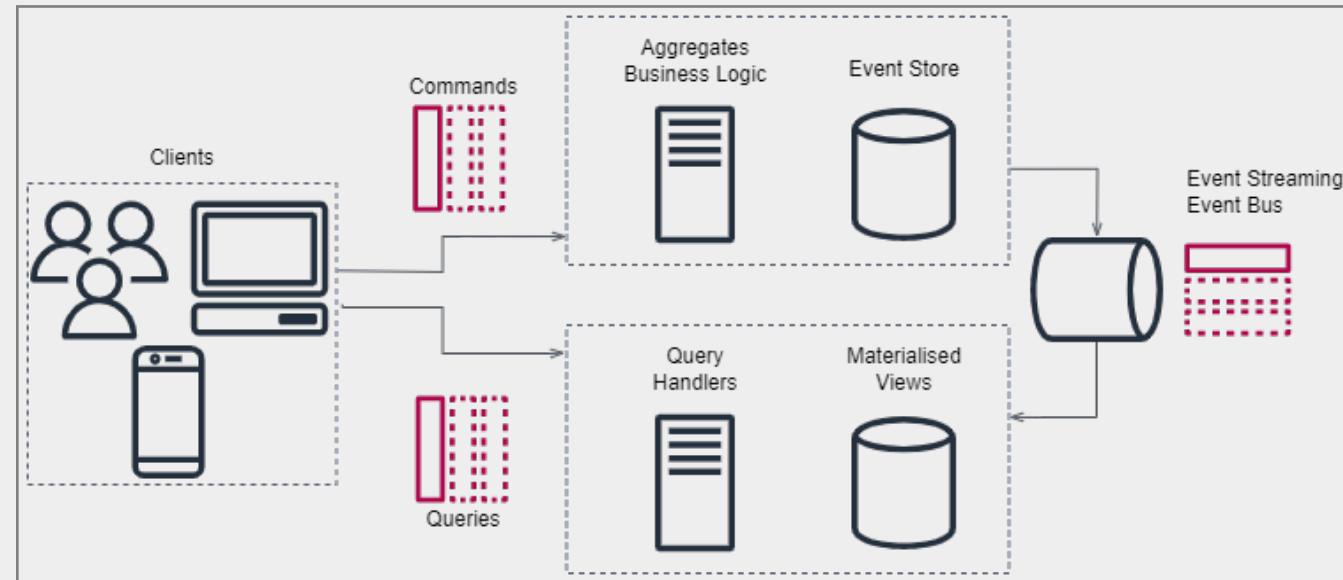 Aggregates
Business Logic
Event Store
Commands
Clients
Event Streaming
Event Bus
Query
Handlers
Materialised
Views
Queries